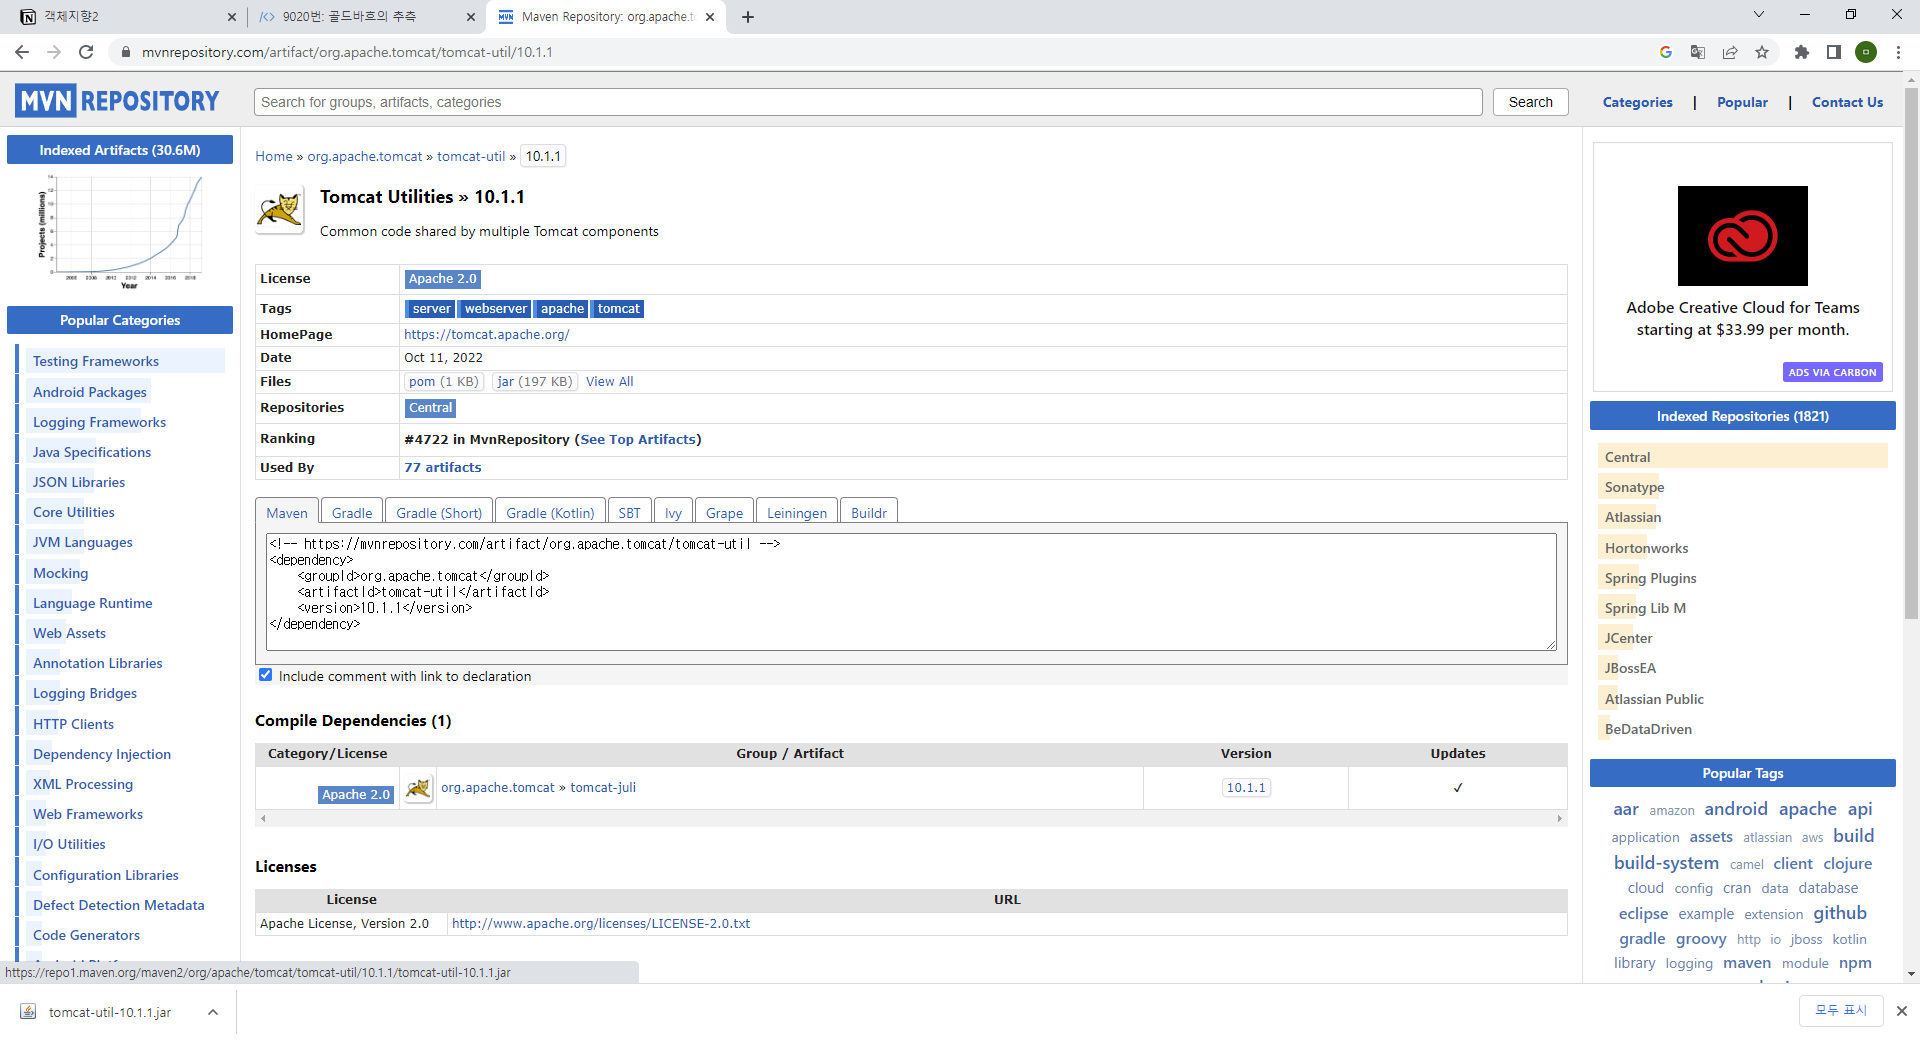 객체지향2
9020번: 골드바흐의 추측
Maven Repository: org.apache.to
mvnrepository.com/artifact/org.apache.tomcat/tomcat-util/10.1.1
MVN REPOSITORY
Search for groups, artifacts, categories
Search
Categories | Popular | Contact Us
Indexed Artifacts (30.6M)
Projects (millions)
Year
Popular Categories
Testing Frameworks
Android Packages
Logging Frameworks
Java Specifications
JSON Libraries
Core Utilities
JVM Languages
Mocking
Language Runtime
Web Assets
Annotation Libraries
Logging Bridges
HTTP Clients
Dependency Injection
XML Processing
Web Frameworks
I/O Utilities
Configuration Libraries
Defect Detection Metadata
Code Generators
Home » org.apache.tomcat » tomcat-util » 10.1.1
Tomcat Utilities » 10.1.1
Common code shared by multiple Tomcat components
License Apache 2.0
Tags server webserver apache tomcat
HomePage https://tomcat.apache.org/
Date Oct 11, 2022
Files pom (1 KB) jar (197 KB) View All
Repositories Central
Ranking #4722 in MvnRepository (See Top Artifacts)
Used By 77 artifacts
Maven Gradle Gradle (Short) Gradle (Kotlin) SBT Ivy Grape Leiningen Buildr
<!-- https://mvnrepository.com/artifact/org.apache.tomcat/tomcat-util -->
<dependency>
<groupId>org.apache.tomcat</groupId>
<artifactId>tomcat-util</artifactId>
<version>10.1.1</version>
</dependency>
Include comment with link to declaration
Compile Dependencies (1)
Category/License Group / Artifact Version Updates
Apache 2.0 org.apache.tomcat » tomcat-juli 10.1.1 ✓
Licenses
License URL
Apache License, Version 2.0 http://www.apache.org/licenses/LICENSE-2.0.txt
Adobe Creative Cloud for Teams
starting at $33.99 per month.
ADS VIA CARBON
Indexed Repositories (1821)
Central
Sonatype
Atlassian
Hortonworks
Spring Plugins
Spring Lib M
JCenter
JBossEA
Atlassian Public
BeDataDriven
Popular Tags
aar amazon android apache api
application assets atlassian aws build
build-system camel client clojure
cloud config cran data database
eclipse example extension github
gradle groovy http io jboss kotlin
library logging maven module npm
https://repo1.maven.org/maven2/org/apache/tomcat/tomcat-util/10.1.1/tomcat-util-10.1.1.jar
tomcat-util-10.1.1.jar
모두 표시